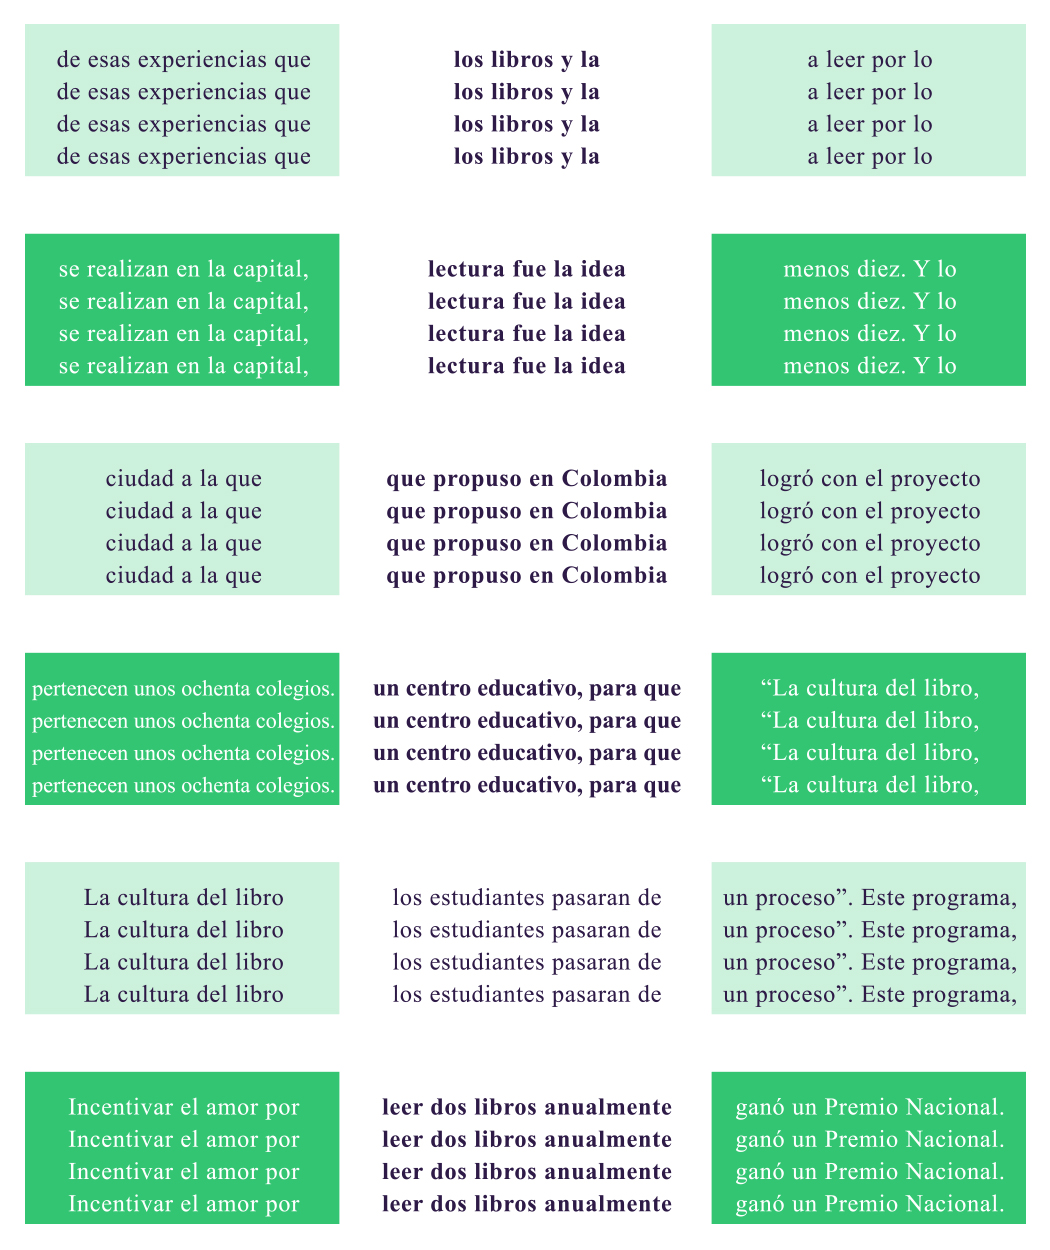 de esas experiencias que
de esas experiencias que
de esas experiencias que
de esas experiencias que
se realizan en la capital,
se realizan en la capital,
se realizan en la capital,
se realizan en la capital,
ciudad a la que
ciudad a la que
ciudad a la que
ciudad a la que
pertenecen unos ochenta colegios.
pertenecen unos ochenta colegios.
pertenecen unos ochenta colegios.
pertenecen unos ochenta colegios.
La cultura del libro
La cultura del libro
La cultura del libro
La cultura del libro
Incentivar el amor por
Incentivar el amor por
Incentivar el amor por
Incentivar el amor por
los libros y la
los libros y la
los libros y la
los libros y la
lectura fue la idea
lectura fue la idea
lectura fue la idea
lectura fue la idea
que propuso en Colombia
que propuso en Colombia
que propuso en Colombia
que propuso en Colombia
un centro educativo, para que
un centro educativo, para que
un centro educativo, para que
un centro educativo, para que
los estudiantes pasaran de
los estudiantes pasaran de
los estudiantes pasaran de
los estudiantes pasaran de
leer dos libros anualmente
leer dos libros anualmente
leer dos libros anualmente
leer dos libros anualmente
a leer por lo
a leer por lo
a leer por lo
a leer por lo
menos diez. Y lo
menos diez. Y lo
menos diez. Y lo
menos diez. Y lo
logró con el proyecto
logró con el proyecto
logró con el proyecto
logró con el proyecto
“La cultura del libro,
“La cultura del libro,
“La cultura del libro,
“La cultura del libro,
un proceso”. Este programa,
un proceso”. Este programa,
un proceso”. Este programa,
un proceso”. Este programa,
ganó un Premio Nacional.
ganó un Premio Nacional.
ganó un Premio Nacional.
ganó un Premio Nacional.